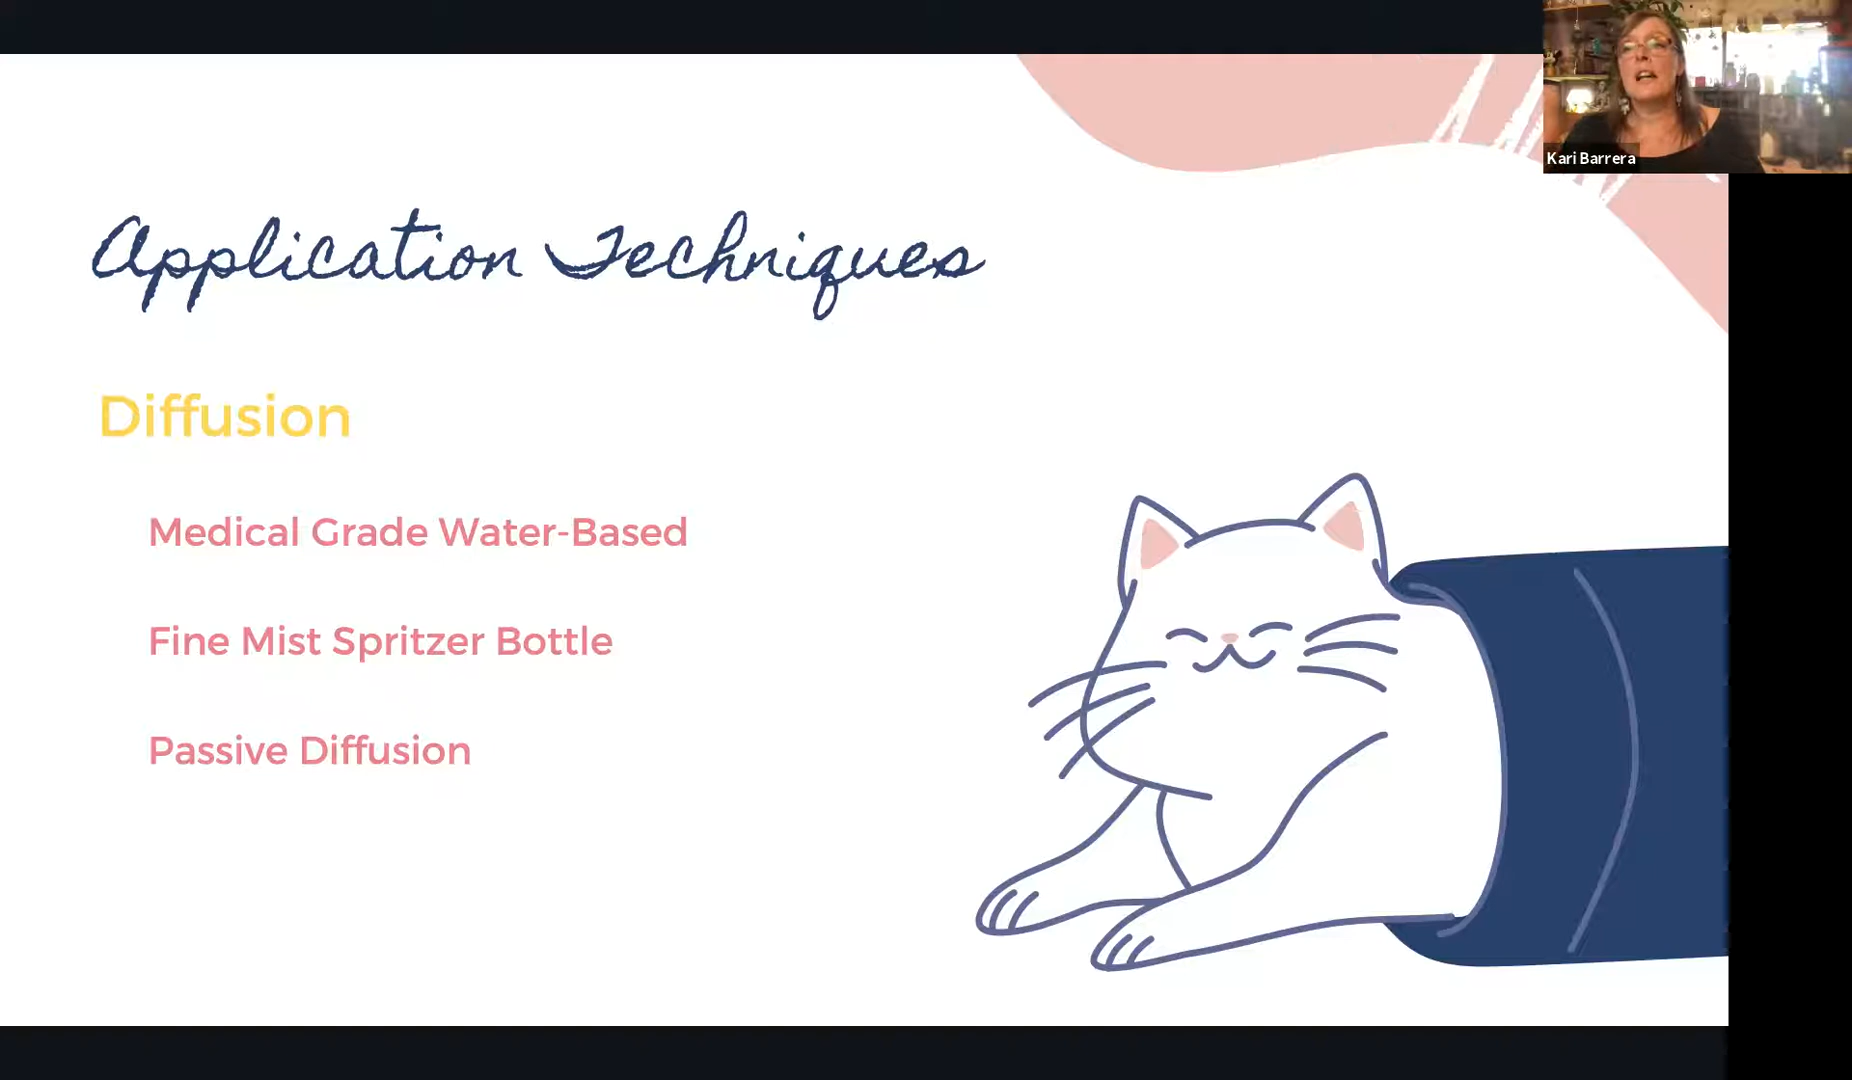 Kari Barrera
Application Techniques
Diffusion
Medical Grade Water-Based
Fine Mist Spritzer Bottle
Passive Diffusion